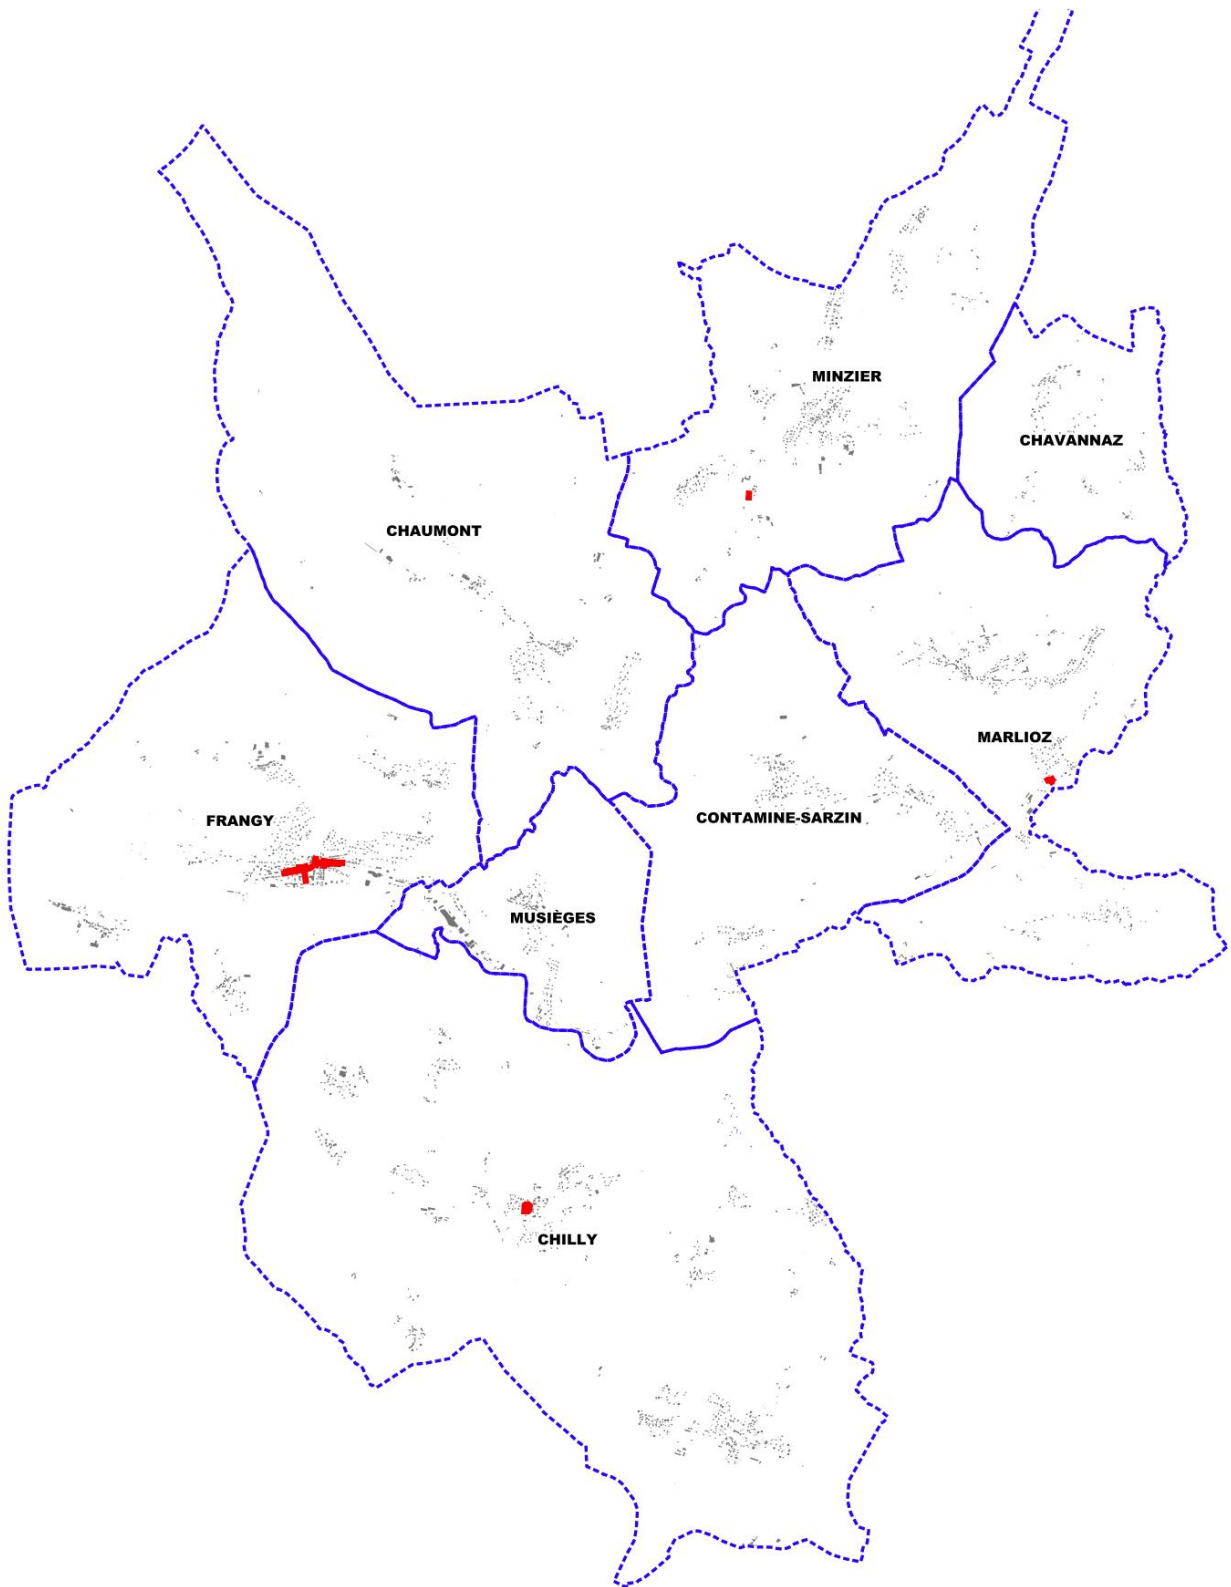 MINZIER
CHAVANNAZ
CHAUMONT
MARLIOZ
CONTAMINE-SARZIN
FRANGY
MUSIÈGES
CHILLY